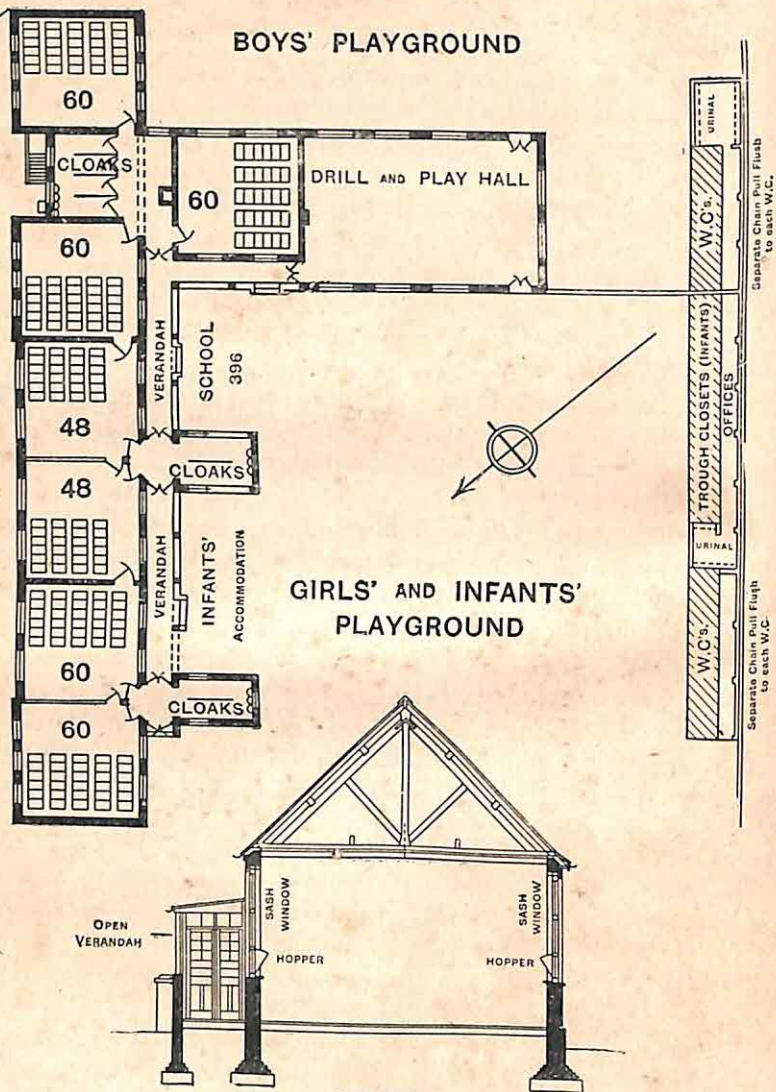 BOYS' PLAYGROUND
60
CLOAKS
60
DRILL AND PLAY HALL
60
VERANDAH
SCHOOL
396
48
CLOAKS
48
VERANDAH
INFANTS'
ACCOMMODATION
60
CLOAKS
60
GIRLS' AND INFANTS'
PLAYGROUND
URINAL
W.C's.
TROUGH CLOSETS (INFANTS)
OFFICES
URINAL
W.C's.
Separate Chain Pull Flush
to each W.C.
Separate Chain Pull Flush
to each W.C.
OPEN
VERANDAH
SASH
WINDOW
HOPPER
SASH
WINDOW
HOPPER